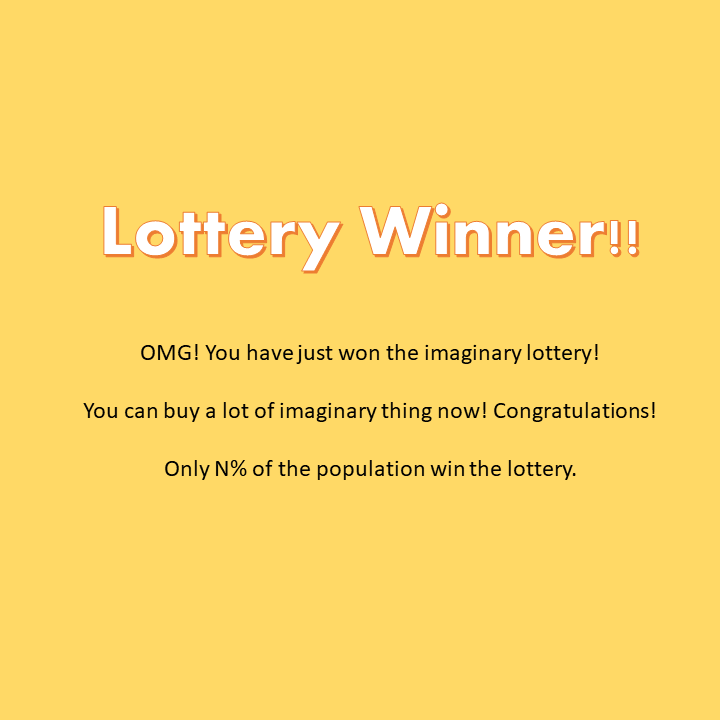 Lottery Winner!!
OMG! You have just won the imaginary lottery!
You can buy a lot of imaginary thing now! Congratulations!
Only N% of the population win the lottery.